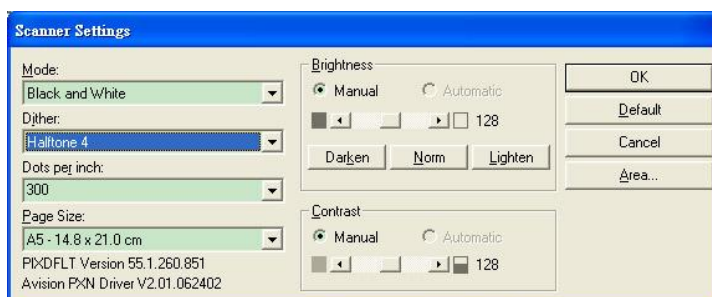 Scanner Settings
Mode:
Black and White
Dither:
Halftone 4
Dots per inch:
300
Page Size:
A5 - 14.8 x 21.0 cm
PIXDFLT Version 55.1.260.851
Avision PXN Driver V2.01.062402
Brightness
Manual Automatic
128
Darken Norm Lighten
Contrast
Manual Automatic
128
OK
Default
Cancel
Area...